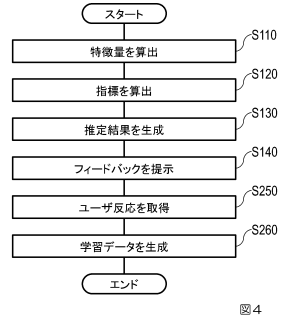 スタート
特徴量を算出
S110
指標を算出
S120
推定結果を生成
S130
フィードバックを提示
S140
ユーザ反応を取得
S250
学習データを生成
S260
エンド
図4